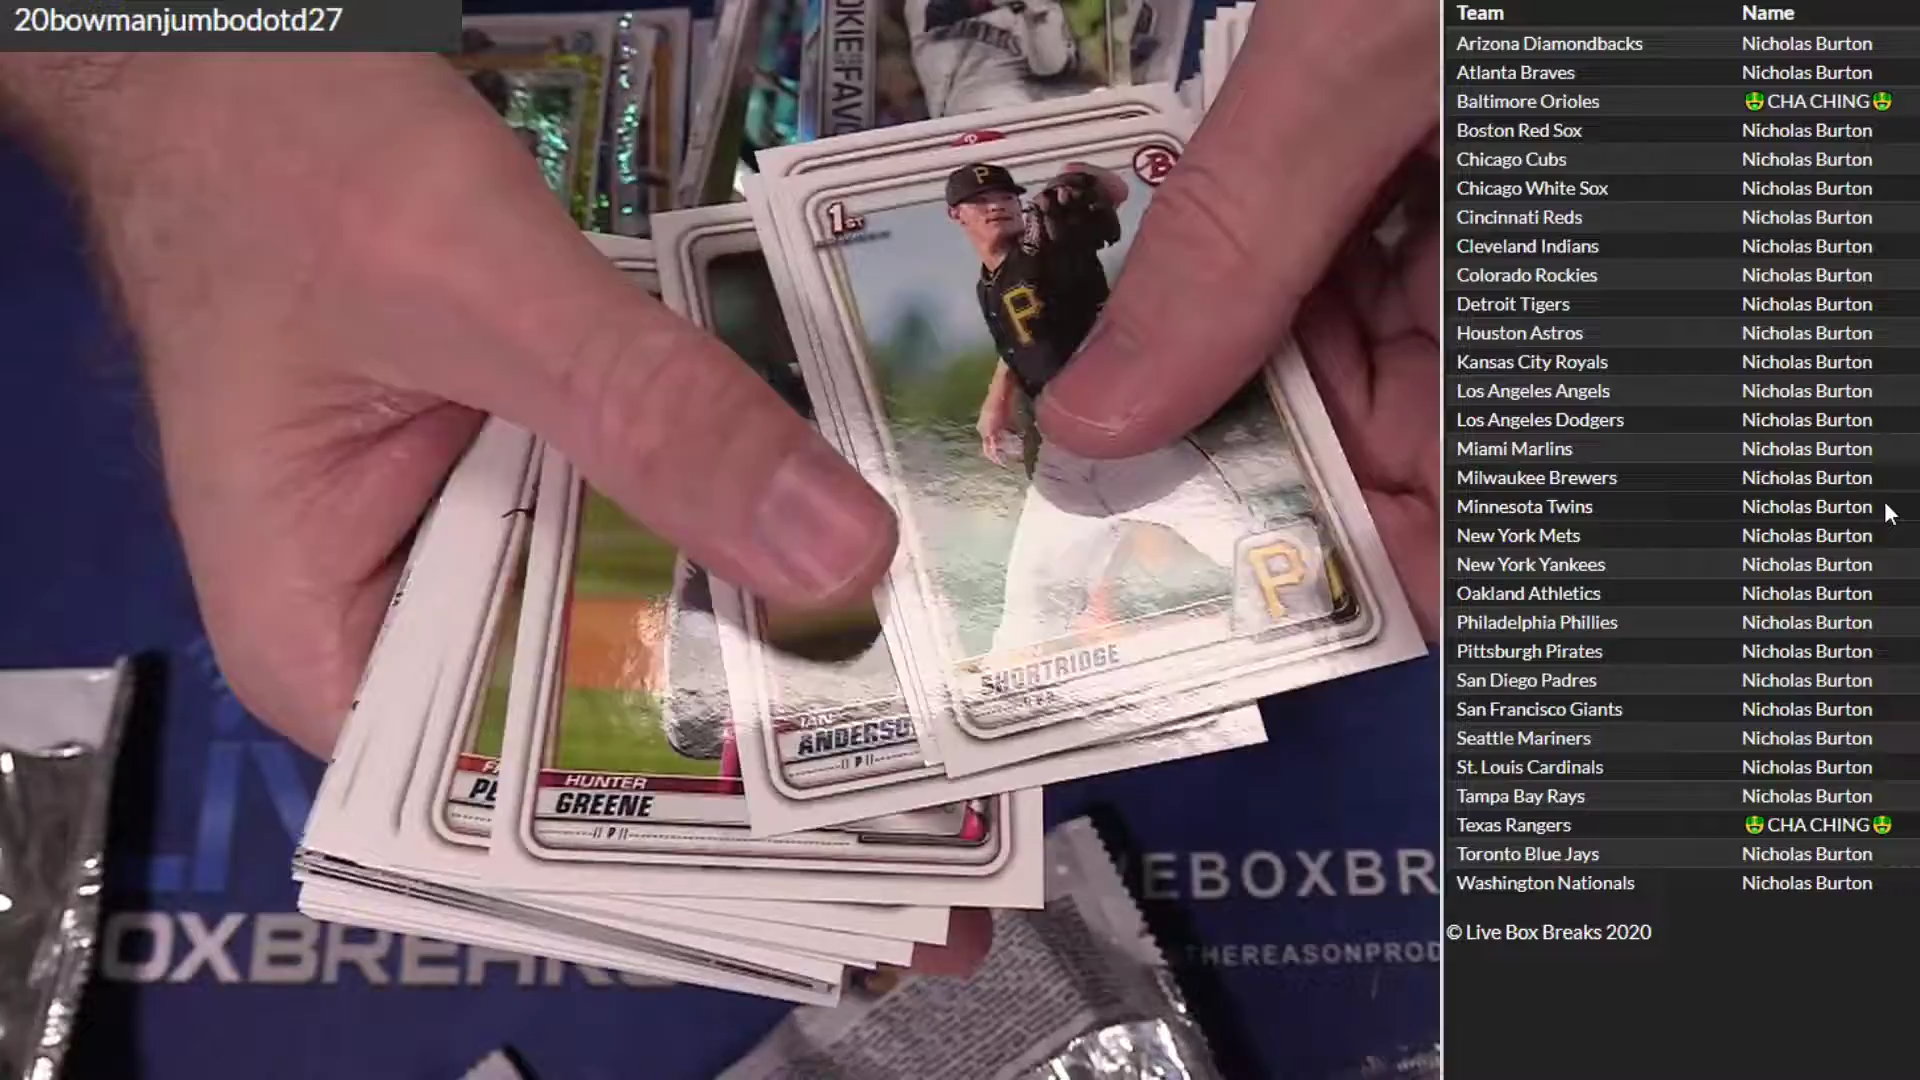 20bowmanjumbodotd27
Team Name
Arizona Diamondbacks Nicholas Burton
Atlanta Braves Nicholas Burton
Baltimore Orioles 🤑CHA CHING🤑
Boston Red Sox Nicholas Burton
Chicago Cubs Nicholas Burton
Chicago White Sox Nicholas Burton
Cincinnati Reds Nicholas Burton
Cleveland Indians Nicholas Burton
Colorado Rockies Nicholas Burton
Detroit Tigers Nicholas Burton
Houston Astros Nicholas Burton
Kansas City Royals Nicholas Burton
Los Angeles Angels Nicholas Burton
Los Angeles Dodgers Nicholas Burton
Miami Marlins Nicholas Burton
Milwaukee Brewers Nicholas Burton
Minnesota Twins Nicholas Burton
New York Mets Nicholas Burton
New York Yankees Nicholas Burton
Oakland Athletics Nicholas Burton
Philadelphia Phillies Nicholas Burton
Pittsburgh Pirates Nicholas Burton
San Diego Padres Nicholas Burton
San Francisco Giants Nicholas Burton
Seattle Mariners Nicholas Burton
St. Louis Cardinals Nicholas Burton
Tampa Bay Rays Nicholas Burton
Texas Rangers 🤑CHA CHING🤑
Toronto Blue Jays Nicholas Burton
Washington Nationals Nicholas Burton
© Live Box Breaks 2020
1ST
B
P
P
P
SHORTRIDGE
IAN
ANDERSO
P
HUNTER
GREENE
P
EBOXBR
THEREASONPROD
OXBREAK